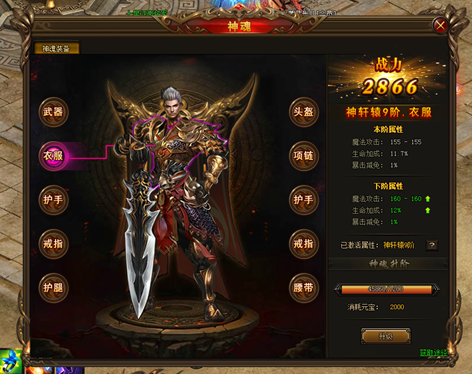 神魂
神魂装备
武器
衣服
护手
戒指
护腿
头盔
项链
护手
戒指
腰带
战力
2866
神轩辕9阶. 衣服
本阶属性
魔法攻击: 155 - 155
生命加成: 11.7%
暴击减免: 1%
下阶属性
魔法攻击: 160 - 160
生命加成: 12%
暴击减免: 1%
已激活属性: 神轩辕9阶 ?
神魂升阶
消耗元宝: 2000
升级